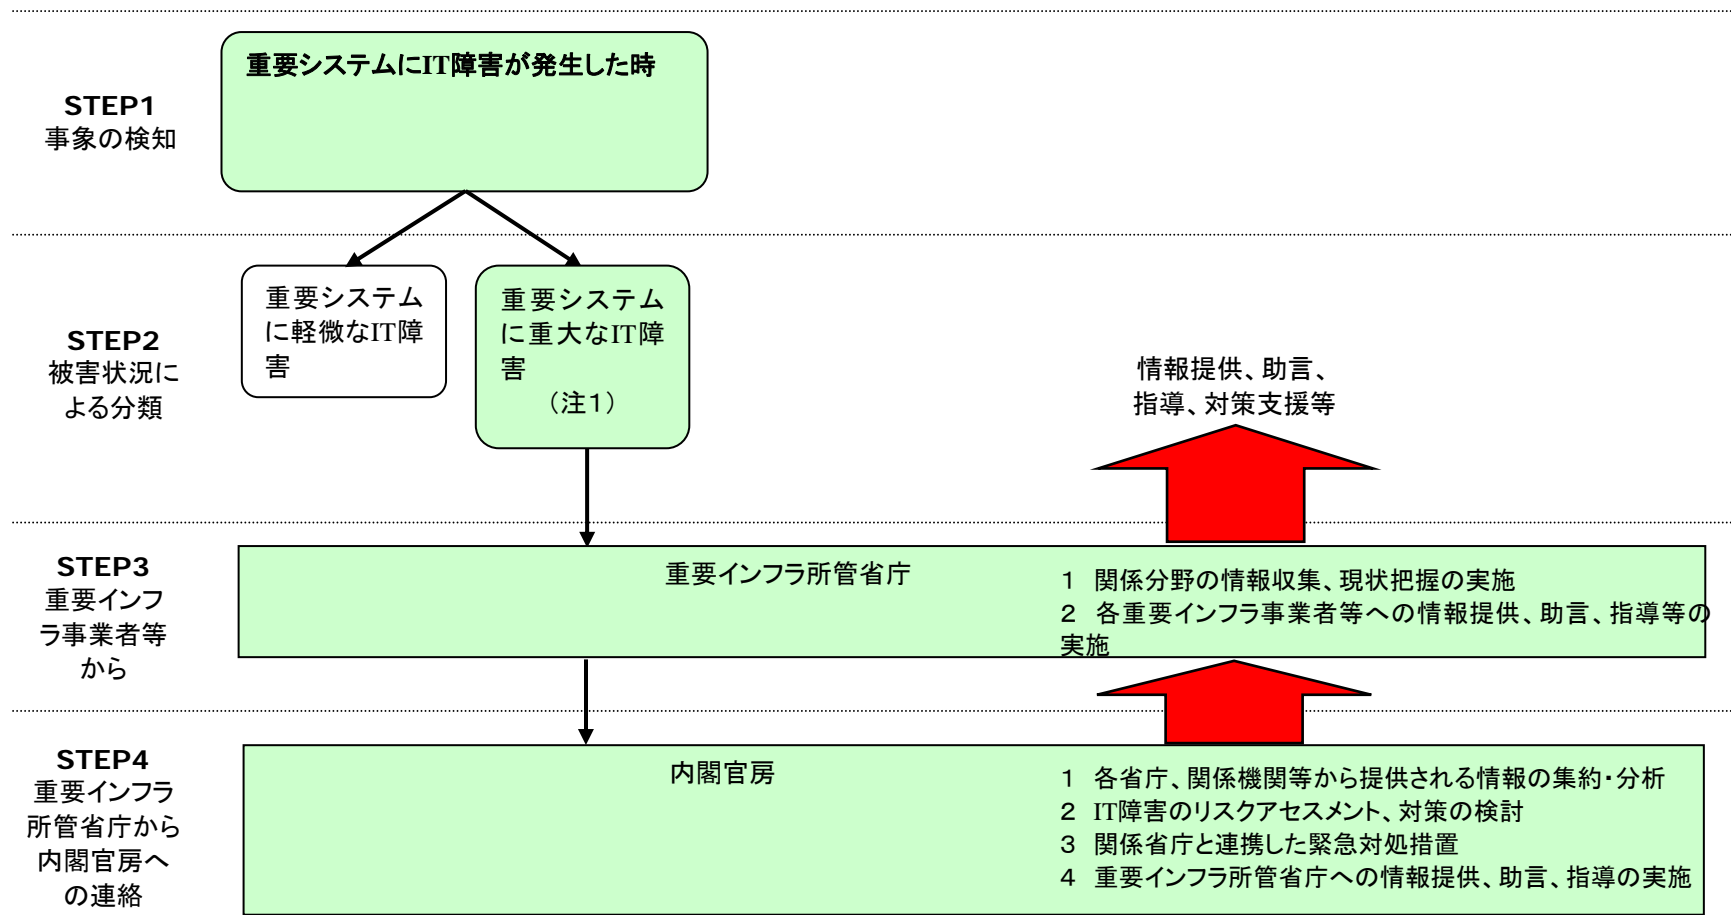 STEP1
事象の検知
重要システムにIT障害が発生した時
STEP2
被害状況に
よる分類
重要システム
に軽微なIT障
害
重要システム
に重大なIT障
害
（注１）
情報提供、助言、
指導、対策支援等
STEP3
重要インフ
ラ事業者等
から
重要インフラ所管省庁
１　関係分野の情報収集、現状把握の実施
２　各重要インフラ事業者等への情報提供、助言、指導等の
実施
STEP4
重要インフラ
所管省庁から
内閣官房へ
の連絡
内閣官房
１　各省庁、関係機関等から提供される情報の集約・分析
２　IT障害のリスクアセスメント、対策の検討
３　関係省庁と連携した緊急対処措置
４　重要インフラ所管省庁への情報提供、助言、指導の実施